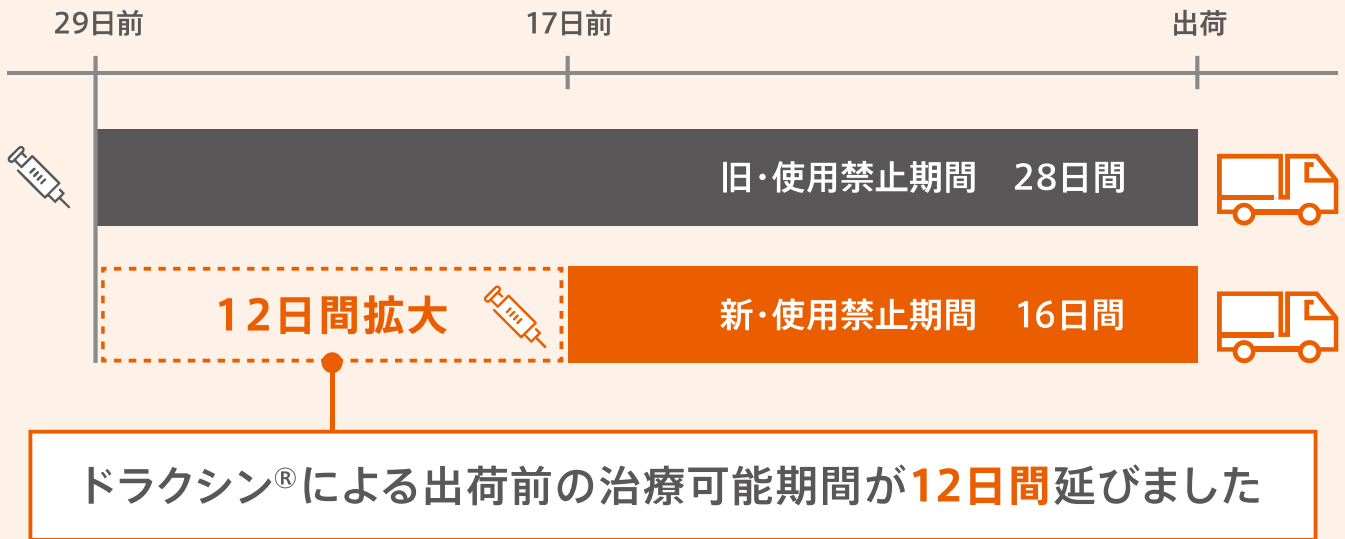 29日前 17日前 出荷
旧・使用禁止期間 28日間
12日間拡大 新・使用禁止期間 16日間
ドラクシン®による出荷前の治療可能期間が12日間延びました